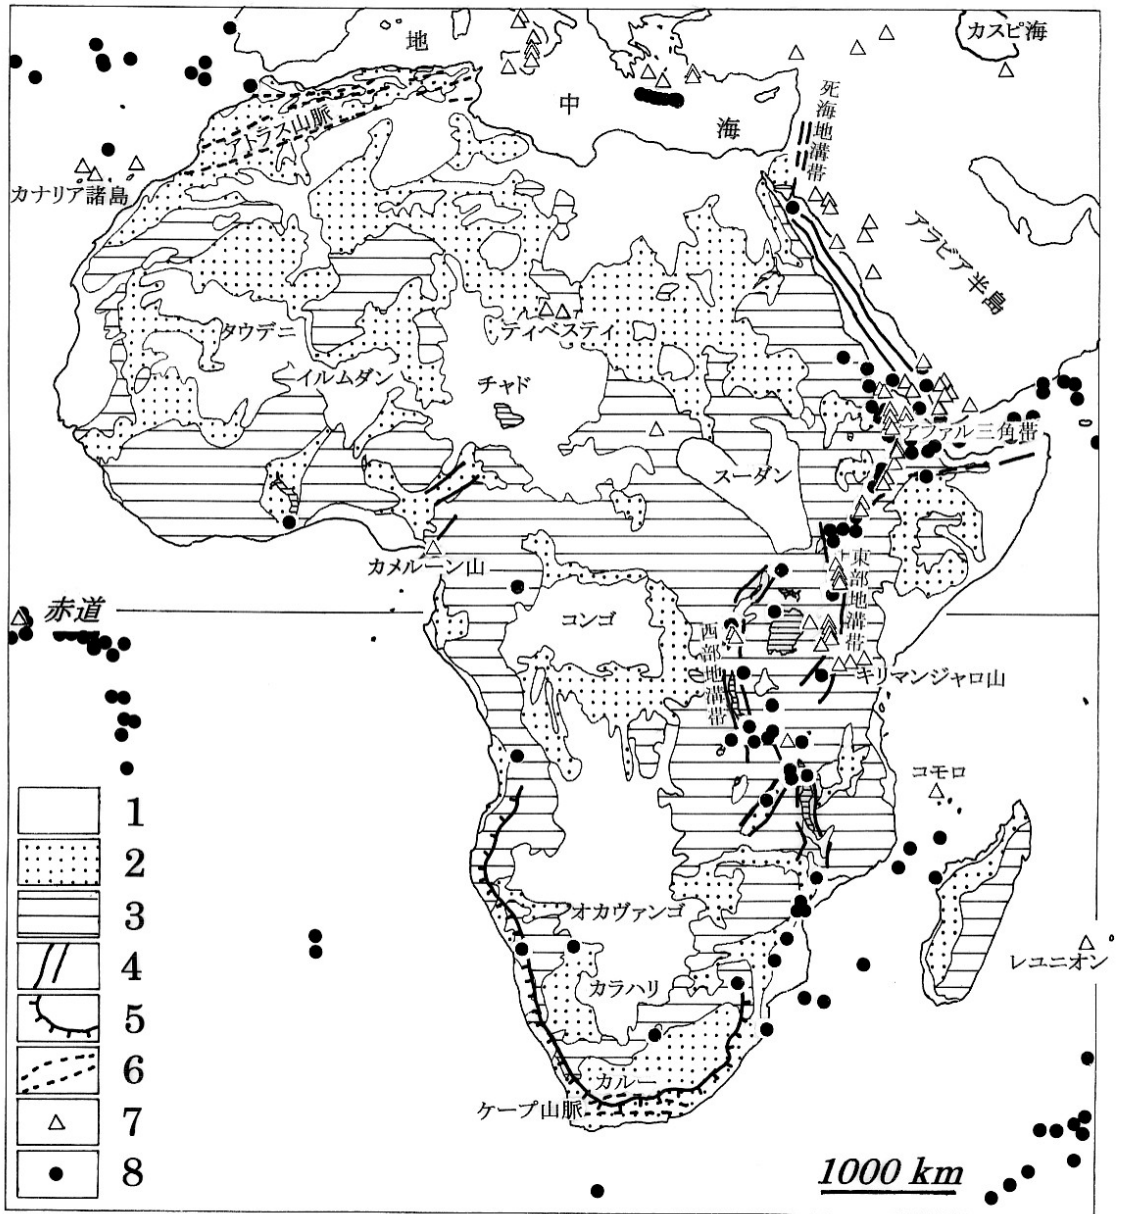 地
中
海
カスピ海
死海地溝帯
アトラス山脈
カナリア諸島
アラビア半島
タウデニ
ティベスティ
イルムダン
チャド
アファル三角帯
スーダン
カメルーン山
東部地溝帯
赤道
コンゴ
西部地溝帯
キリマンジャロ山
コモロ
オカヴァンゴ
レユニオン
カラハリ
カルー
ケープ山脈
1
2
3
4
5
6
7
8
1000 km